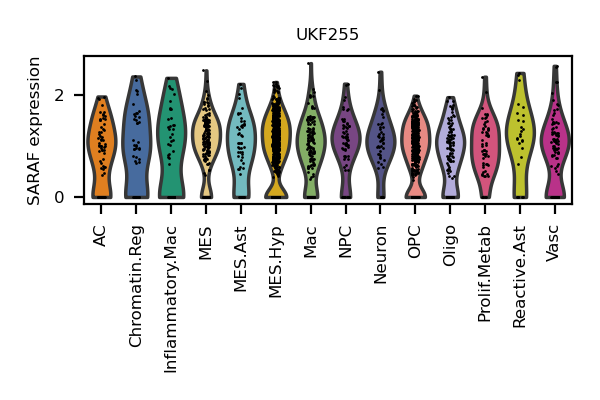 UKF255
SARAF expression
2
0
AC
Chromatin.Reg
Inflammatory.Mac
MES
MES.Ast
MES.Hyp
Mac
NPC
Neuron
OPC
Oligo
Prolif.Metab
Reactive.Ast
Vasc